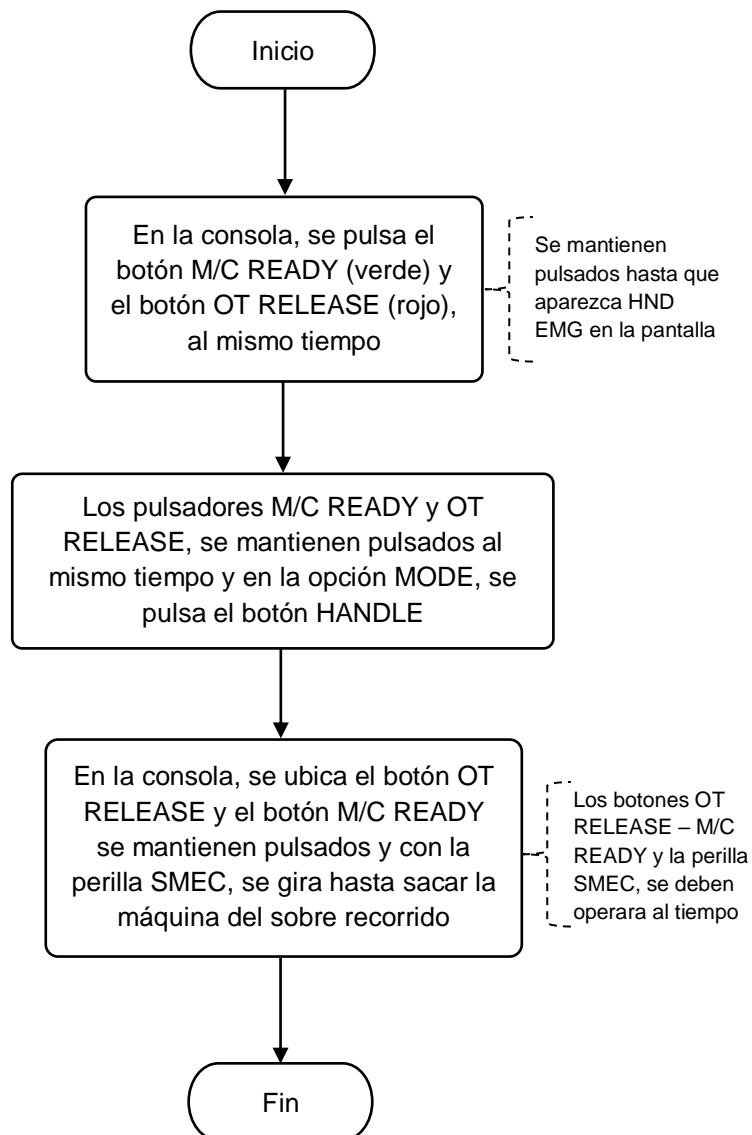 Inicio
En la consola, se pulsa el
botón M/C READY (verde) y
el botón OT RELEASE (rojo),
al mismo tiempo
Se mantienen
pulsados hasta que
aparezca HND
EMG en la pantalla
Los pulsadores M/C READY y OT
RELEASE, se mantienen pulsados al
mismo tiempo y en la opción MODE, se
pulsa el botón HANDLE
En la consola, se ubica el botón OT
RELEASE y el botón M/C READY
se mantienen pulsados y con la
perilla SMEC, se gira hasta sacar la
máquina del sobre recorrido
Los botones OT
RELEASE – M/C
READY y la perilla
SMEC, se deben
operara al tiempo
Fin